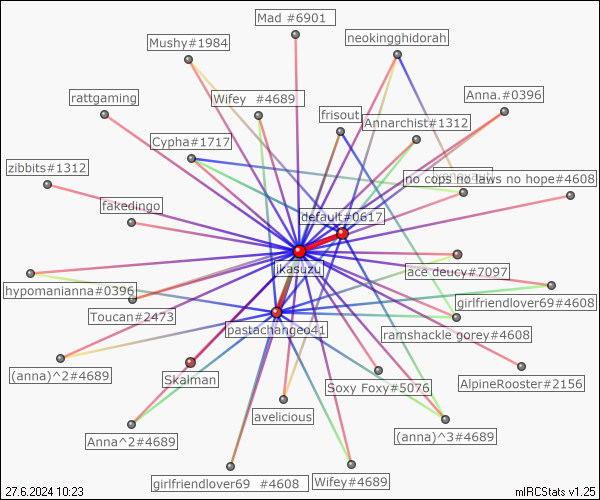 Mad #6901
neokingghidorah
Mushy#1984
rattgaming
Wifey  #4689
Anna.#0396
frisout
Annarchist#1312
Cypha#1717
zibbits#1312
no cops no laws no hope#4608
fakedingo
default#0617
jkasuzu
ace deucy#7097
hypomanianna#0396
girlfriendlover69#4608
Toucan#2473
pastachangeo41
ramshackle gorey#4608
(anna)^2#4689
Skalman
Soxy Foxy#5076
AlpineRooster#2156
avelicious
Anna^2#4689
(anna)^3#4689
girlfriendlover69  #4608
Wifey#4689
27.6.2024 10:23
mIRCStats v1.25